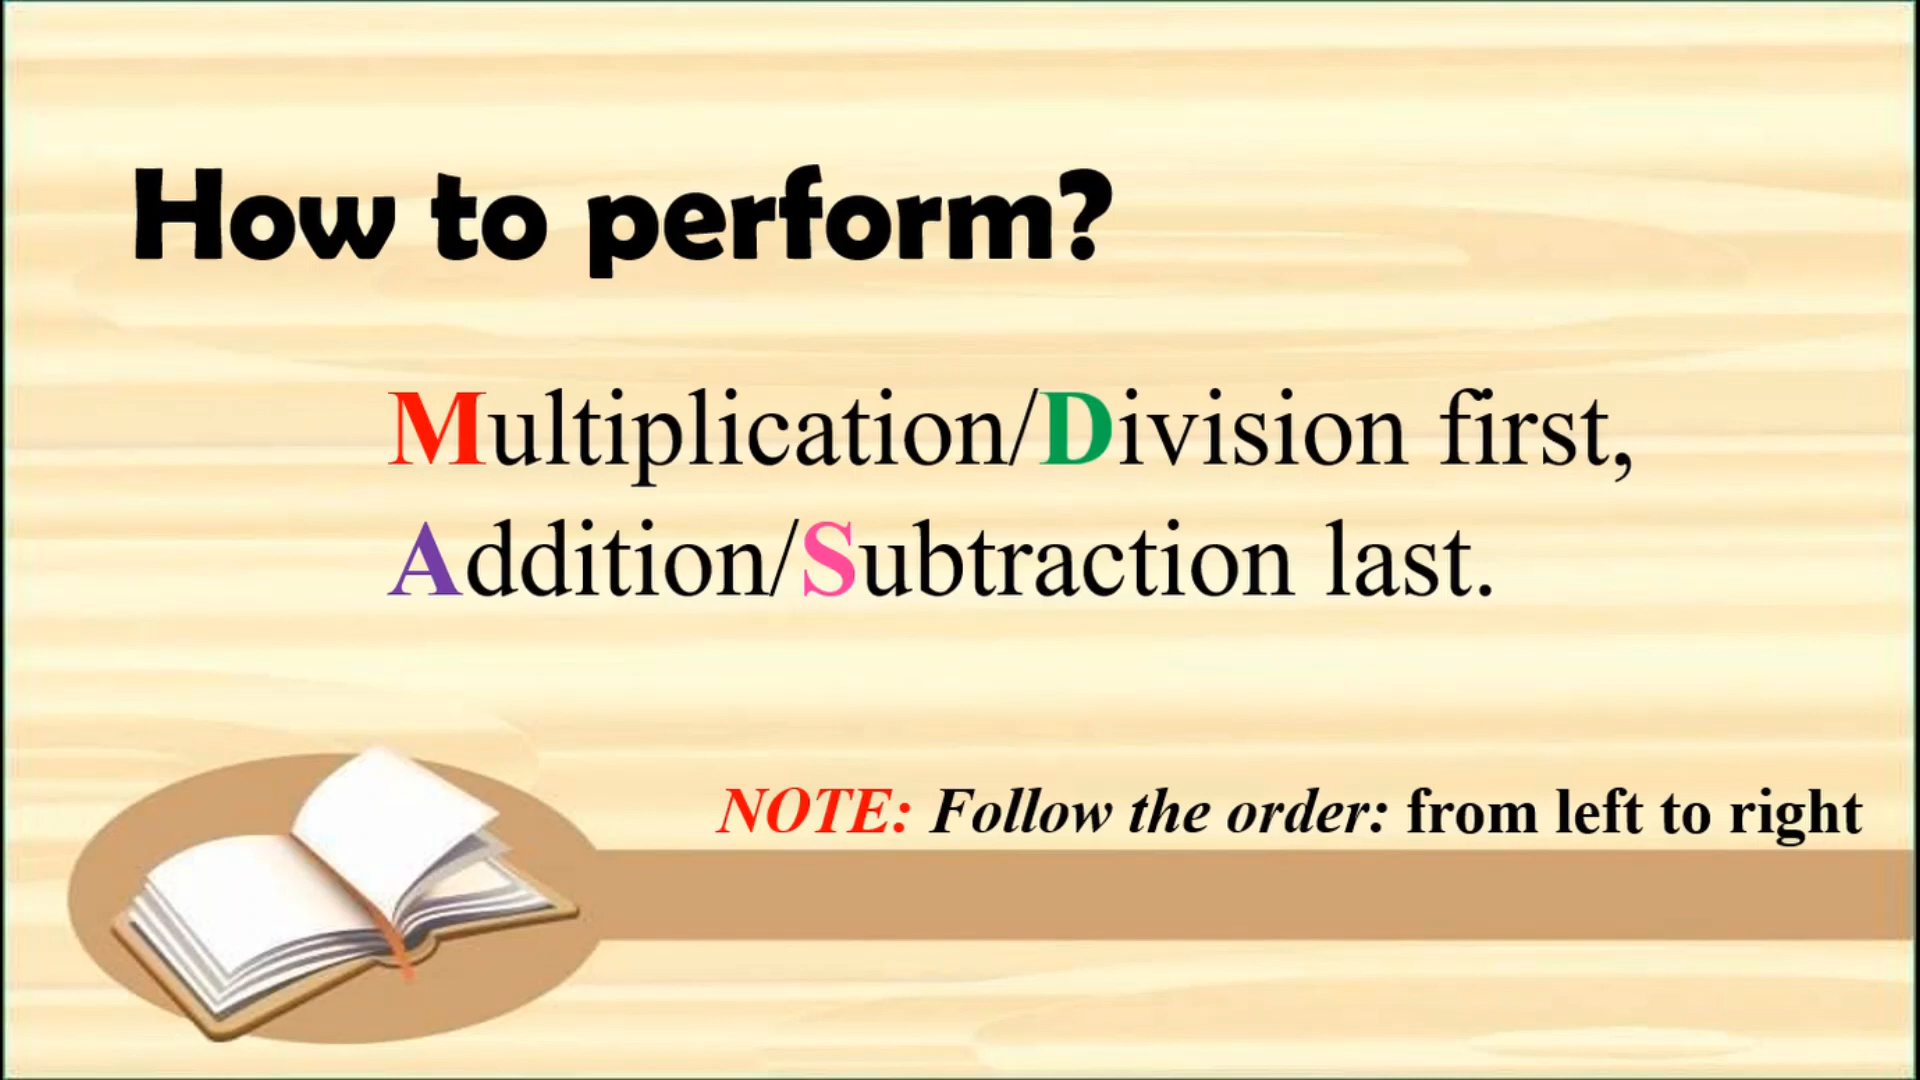 How to perform?
Multiplication/Division first,
Addition/Subtraction last.
NOTE: Follow the order: from left to right